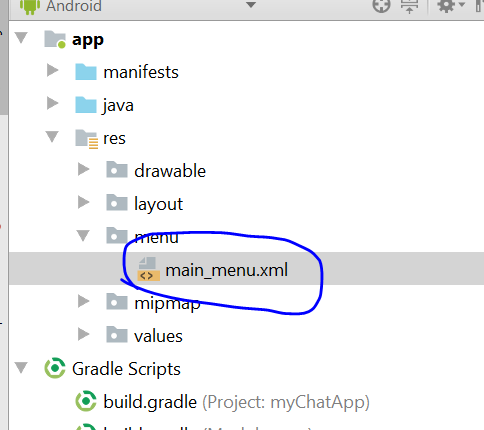 Android
app
manifests
java
res
drawable
layout
menu
main_menu.xml
mipmap
values
Gradle Scripts
build.gradle (Project: myChatApp)